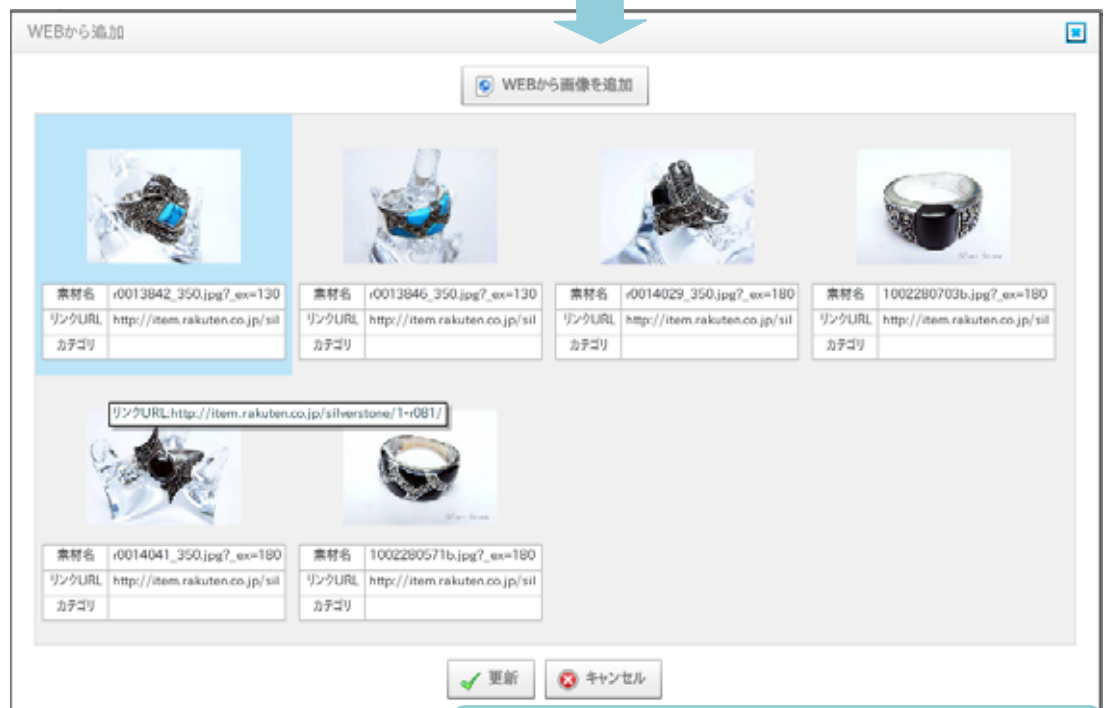 WEBから追加
WEBから画像を追加
素材名 r0013842_350.jpg?_ex=130
リンクURL http://item.rakuten.co.jp/sil
カテゴリ
素材名 r0013846_350.jpg?_ex=130
リンクURL http://item.rakuten.co.jp/sil
カテゴリ
素材名 r0014029_350.jpg?_ex=180
リンクURL http://item.rakuten.co.jp/sil
カテゴリ
素材名 1002280703b.jpg?_ex=180
リンクURL http://item.rakuten.co.jp/sil
カテゴリ
リンクURL:http://item.rakuten.co.jp/silverstone/1-r081/
素材名 r0014041_350.jpg?_ex=180
リンクURL http://item.rakuten.co.jp/sil
カテゴリ
素材名 1002280571b.jpg?_ex=180
リンクURL http://item.rakuten.co.jp/sil
カテゴリ
更新
キャンセル